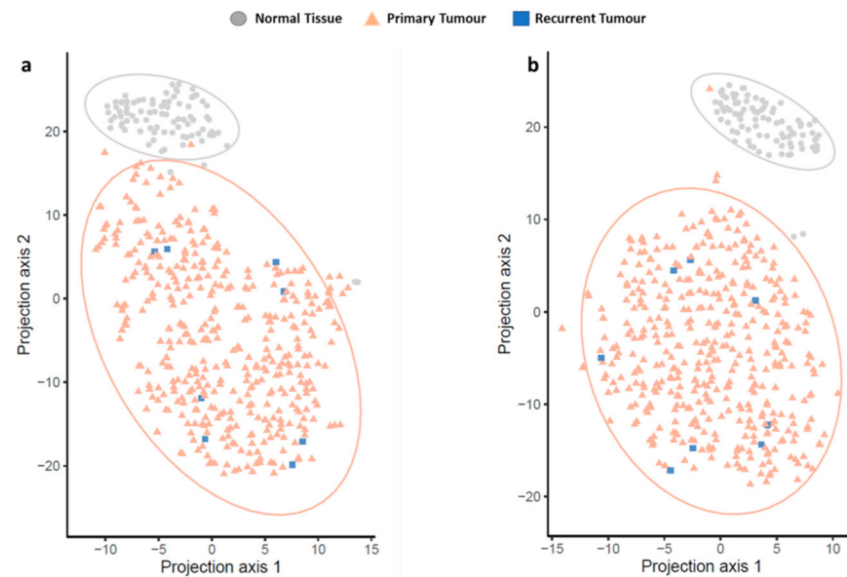 Normal Tissue Primary Tumour Recurrent Tumour
a
20
10
0
−10
−20
Projection axis 2
−10 −5 0 5 10 15
Projection axis 1
b
20
10
0
−10
−20
Projection axis 2
−15 −10 −5 0 5 10
Projection axis 1